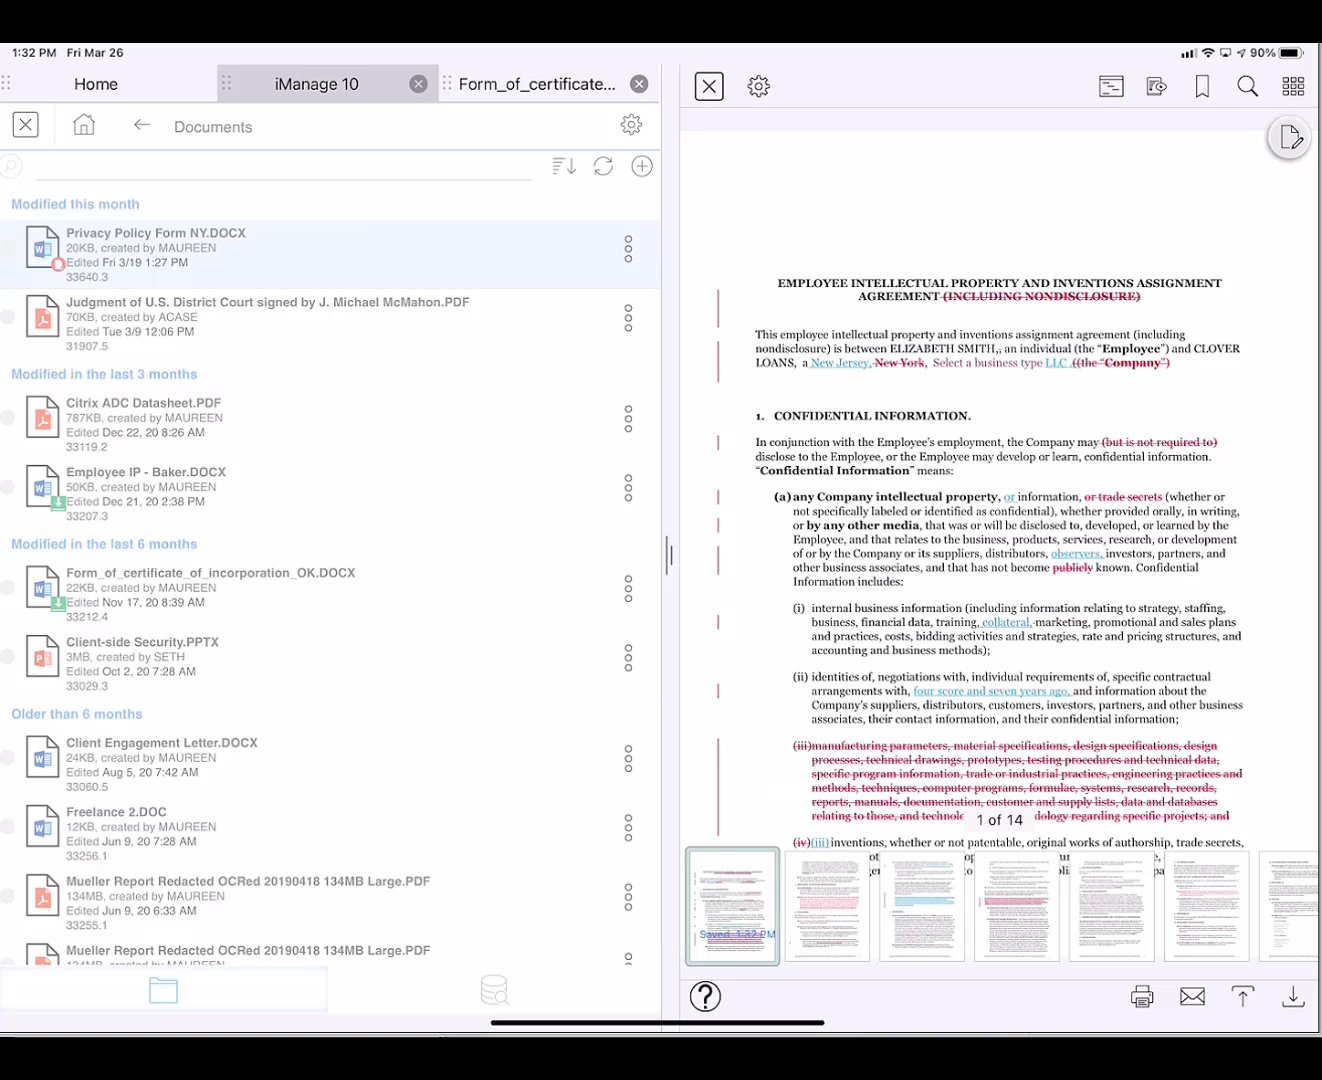 1:32 PM Fri Mar 26
90%
Home
iManage 10
Form_of_certificate...
Documents
Modified this month
Privacy Policy Form NY.DOCX
20KB, created by MAUREEN
Edited Fri 3/19 1:27 PM
33640.3
Judgment of U.S. District Court signed by J. Michael McMahon.PDF
70KB, created by ACASE
Edited Tue 3/9 12:06 PM
31907.5
Modified in the last 3 months
Citrix ADC Datasheet.PDF
787KB, created by MAUREEN
Edited Dec 22, 20 8:26 AM
33119.2
Employee IP - Baker.DOCX
50KB, created by MAUREEN
Edited Dec 21, 20 2:38 PM
33207.3
Modified in the last 6 months
Form_of_certificate_of_incorporation_OK.DOCX
22KB, created by MAUREEN
Edited Nov 17, 20 8:39 AM
33212.4
Client-side Security.PPTX
3MB, created by SETH
Edited Oct 2, 20 7:28 AM
33029.3
Older than 6 months
Client Engagement Letter.DOCX
24KB, created by MAUREEN
Edited Aug 5, 20 7:42 AM
33060.5
Freelance 2.DOC
12KB, created by MAUREEN
Edited Jun 9, 20 7:28 AM
33256.1
Mueller Report Redacted OCRed 20190418 134MB Large.PDF
134MB, created by MAUREEN
Edited Jun 9, 20 6:33 AM
33255.1
Mueller Report Redacted OCRed 20190418 134MB Large.PDF
134MB, created by MAUREEN
EMPLOYEE INTELLECTUAL PROPERTY AND INVENTIONS ASSIGNMENT
AGREEMENT (INCLUDING NONDISCLOSURE)
This employee intellectual property and inventions assignment agreement (including
nondisclosure) is between ELIZABETH SMITH,, an individual (the “Employee”) and CLOVER
LOANS, a New Jersey, New York, Select a business type LLC .((the “Company”)
1. CONFIDENTIAL INFORMATION.
In conjunction with the Employee’s employment, the Company may (but is not required to)
disclose to the Employee, or the Employee may develop or learn, confidential information.
“Confidential Information” means:
(a) any Company intellectual property, or information, or trade secrets (whether or
not specifically labeled or identified as confidential), whether provided orally, in writing,
or by any other media, that was or will be disclosed to, developed, or learned by the
Employee, and that relates to the business, products, services, research, or development
of or by the Company or its suppliers, distributors, observers, investors, partners, and
other business associates, and that has not become publicly known. Confidential
Information includes:
(i) internal business information (including information relating to strategy, staffing,
business, financial data, training, collateral, marketing, promotional and sales plans
and practices, costs, bidding activities and strategies, rate and pricing structures, and
accounting and business methods);
(ii) identities of, negotiations with, individual requirements of, specific contractual
arrangements with, four score and seven years ago, and information about the
Company’s suppliers, distributors, customers, investors, partners, and other business
associates, their contact information, and their confidential information;
(iii)manufacturing parameters, material specifications, design specifications, design
processes, technical drawings, prototypes, testing procedures and technical data,
specific program information, trade or industrial practices, engineering practices and
methods, techniques, computer programs, formulae, systems, research, records,
reports, manuals, documentation, customer and supply lists, data and databases
relating to those, and regarding specific projects; and
1 of 14
(iv)(iii) inventions, whether or not patentable, original works of authorship, trade secrets,
Saved: 1:32 PM